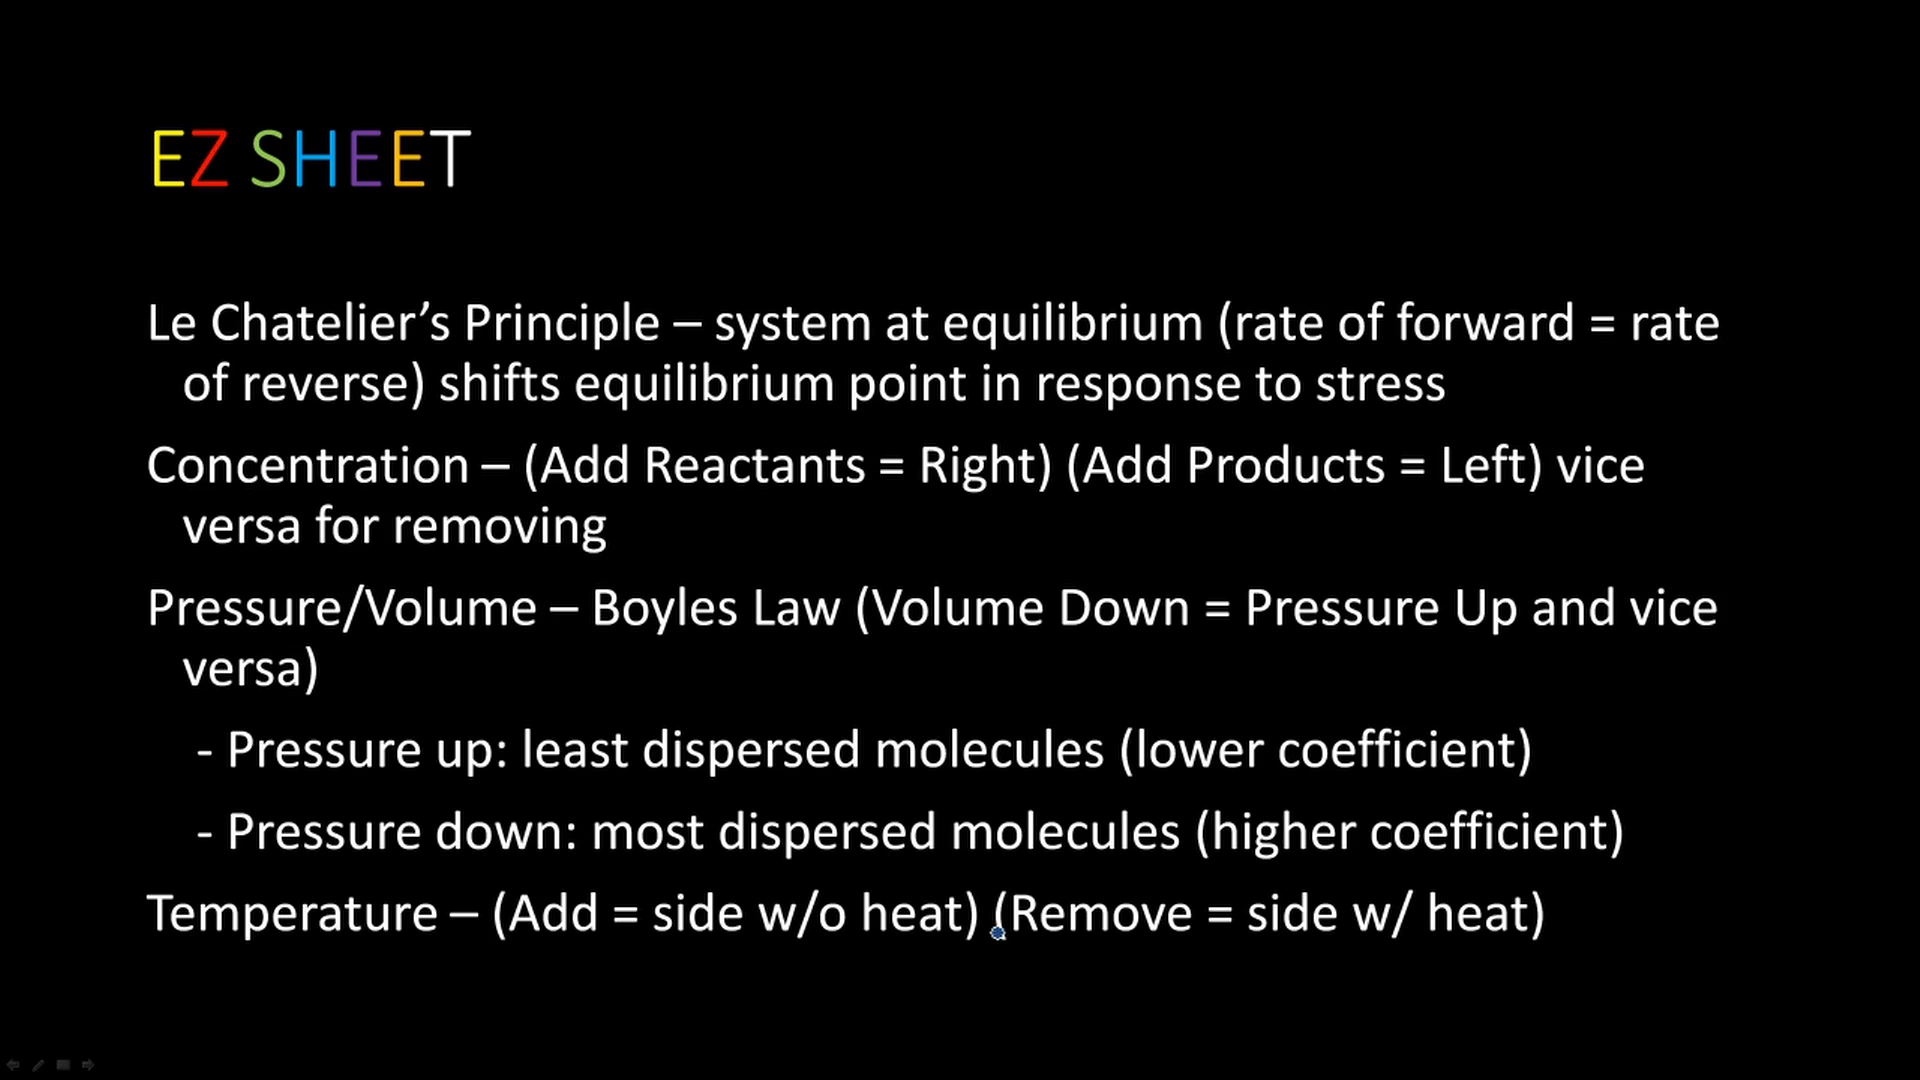 EZ SHEET
Le Chatelier’s Principle – system at equilibrium (rate of forward = rate
of reverse) shifts equilibrium point in response to stress
Concentration – (Add Reactants = Right) (Add Products = Left) vice
versa for removing
Pressure/Volume – Boyles Law (Volume Down = Pressure Up and vice
versa)
- Pressure up: least dispersed molecules (lower coefficient)
- Pressure down: most dispersed molecules (higher coefficient)
Temperature – (Add = side w/o heat) (Remove = side w/ heat)